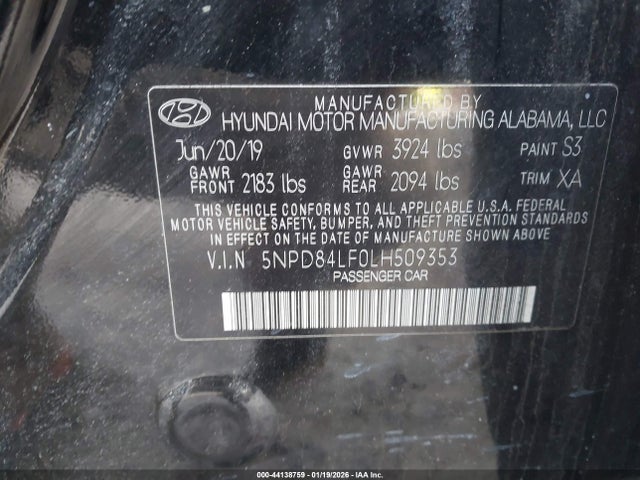 MANUFACTURED BY
HYUNDAI MOTOR MANUFACTURING ALABAMA, LLC
Jun/20/19 GVWR 3924 lbs PAINT S3
GAWR FRONT 2183 lbs GAWR REAR 2094 lbs TRIM XA
THIS VEHICLE CONFORMS TO ALL APPLICABLE U.S.A. FEDERAL
MOTOR VEHICLE SAFETY, BUMPER, AND THEFT PREVENTION STANDARDS
IN EFFECT ON THE DATE OF MANUFACTURE SHOWN ABOVE.
V.I.N 5NPD84LF0LH509353
PASSENGER CAR
000-44138759 - 01/19/2026 - IAA Inc.